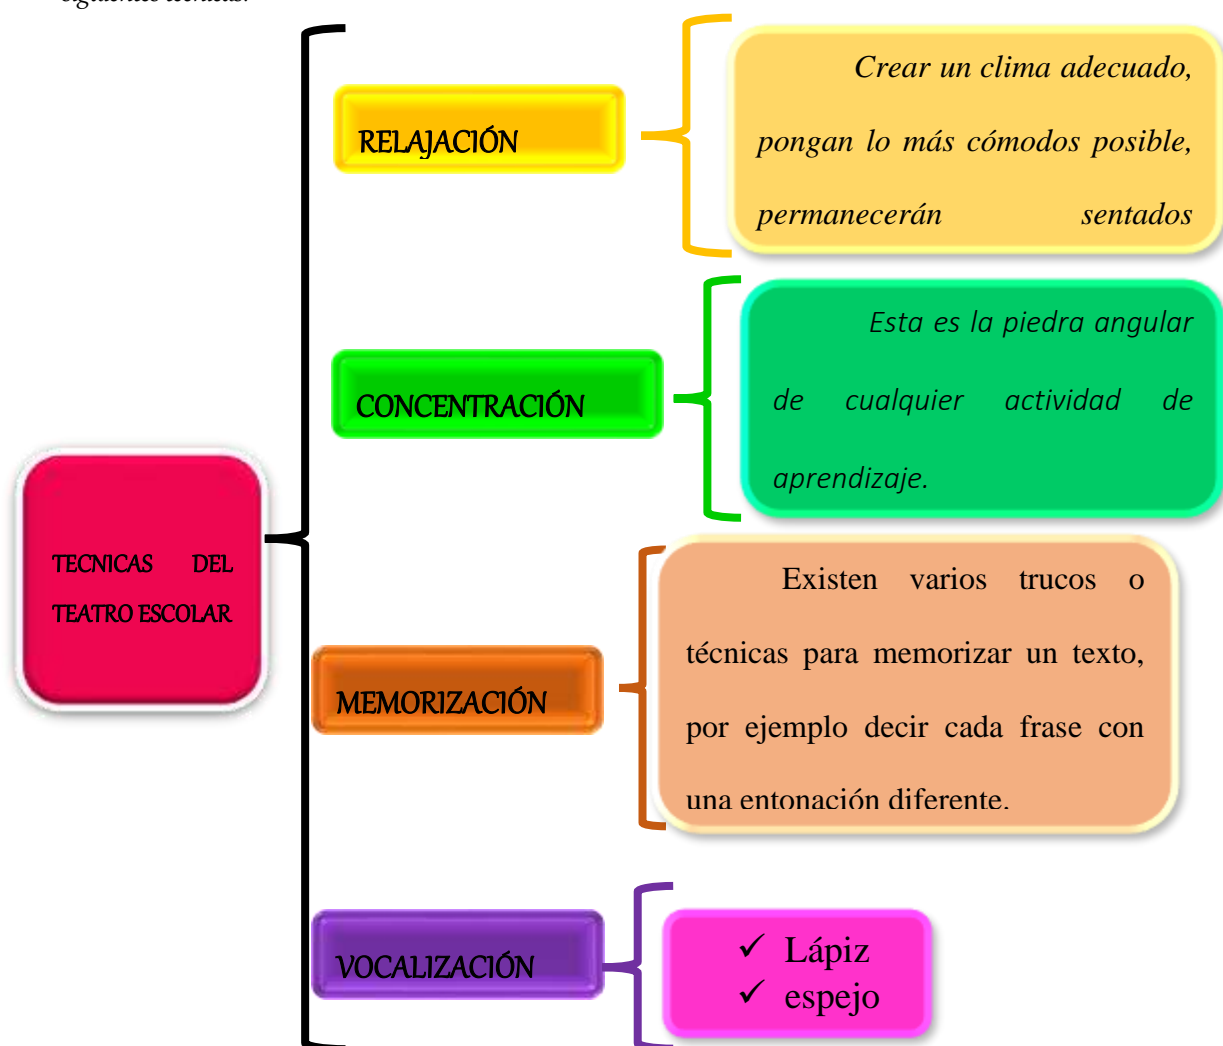 siguientes técnicas:
RELAJACIÓN
Crear un clima adecuado,
pongan lo más cómodos posible,
permanecerán sentados
CONCENTRACIÓN
Esta es la piedra angular
de cualquier actividad de
aprendizaje.
TECNICAS DEL
TEATRO ESCOLAR
MEMORIZACIÓN
Existen varios trucos o
técnicas para memorizar un texto,
por ejemplo decir cada frase con
una entonación diferente.
VOCALIZACIÓN
✓ Lápiz
✓ espejo